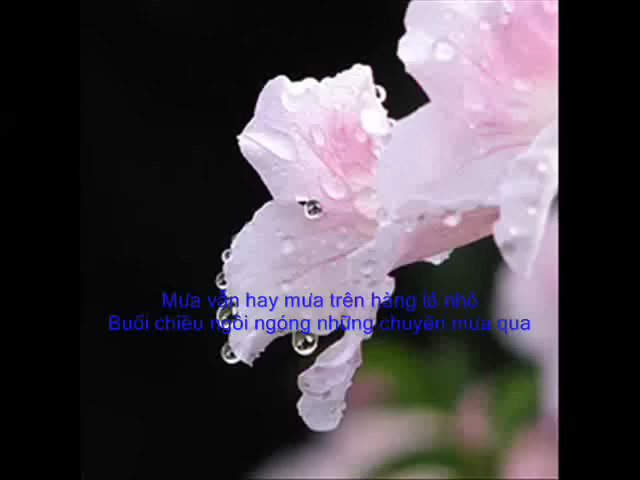 Mưa vẫn hay mưa trên hàng lá nhỏ
Buổi chiều ngồi ngóng những chuyến mưa qua